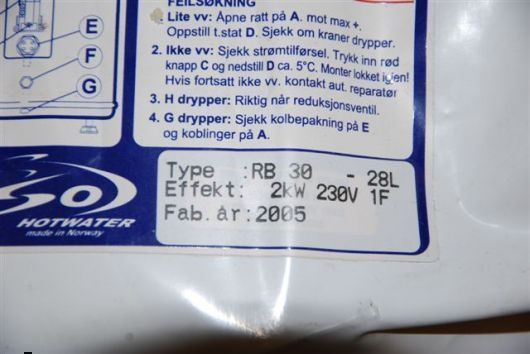 FEILSØKNING
1. Lite vv: Åpne ratt på A. mot max +.
Oppstill t.stat D. Sjekk om kraner drypper.
2. Ikke vv: Sjekk strømtilførsel. Trykk inn rød
knapp C og nedstill D ca. 5°C. Monter lokket igjen!
Hvis fortsatt ikke vv. kontakt aut. reparatør
3. H drypper: Riktig når reduksjonsventil.
4. G drypper: Sjekk kolbepakning på E
og koblinger på A.
E
F
G
Type :RB 30 - 28L
Effekt: 2kW 230V 1F
Fab.år:2005
SO
HOTWATER
made in Norway